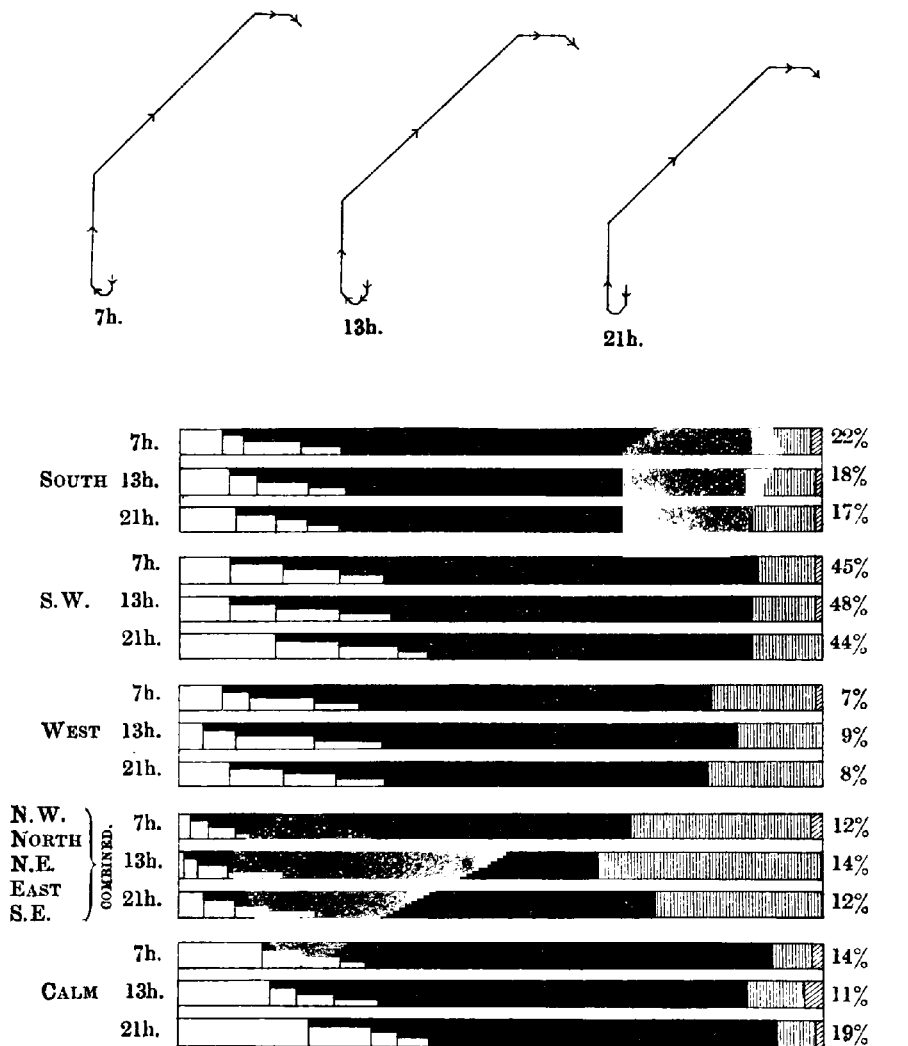 7h.
13h.
21h.
7h. 22%
SOUTH 13h. 18%
21h. 17%
7h. 45%
S.W. 13h. 48%
21h. 44%
7h. 7%
WEST 13h. 9%
21h. 8%
N.W.
NORTH
N.E.
EAST
S.E.
COMBINED.
7h. 12%
13h. 14%
21h. 12%
7h. 14%
CALM 13h. 11%
21h. 19%